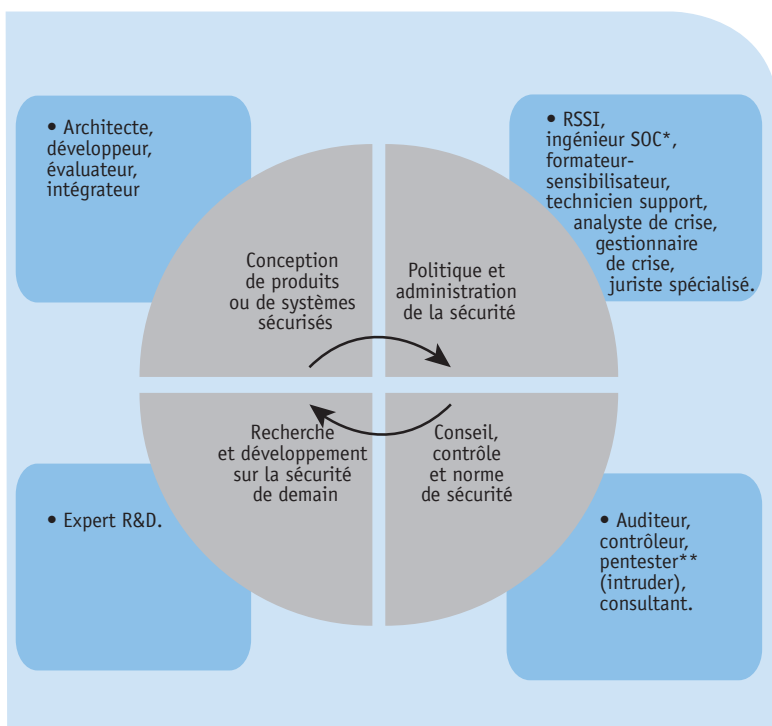 • Architecte,
développeur,
évaluateur,
intégrateur
• RSSI,
ingénieur SOC*,
formateur-
sensibilisateur,
technicien support,
analyste de crise,
gestionnaire
de crise,
juriste spécialisé.
Conception
de produits
ou de systèmes
sécurisés
Politique et
administration
de la sécurité
Recherche
et développement
sur la sécurité
de demain
Conseil,
contrôle
et norme
de sécurité
• Expert R&D.
• Auditeur,
contrôleur,
pentester**
(intruder),
consultant.